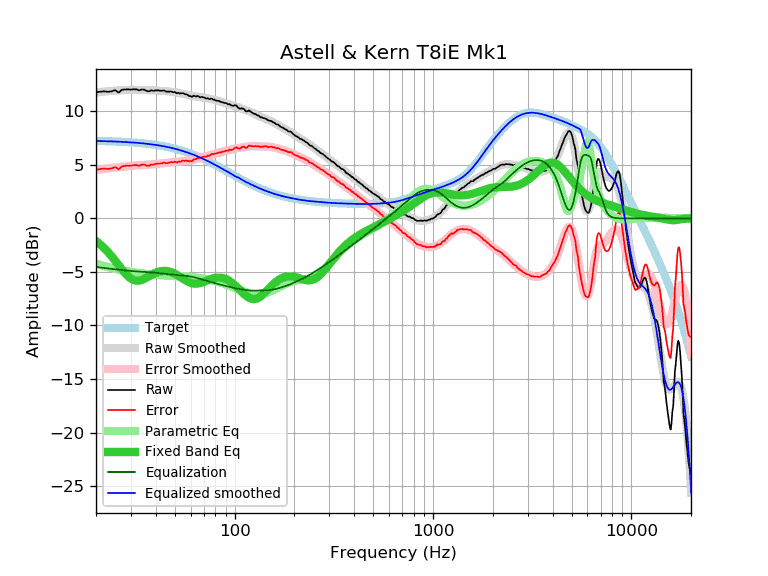 Astell & Kern T8iE Mk1
10
5
0
−5
−10
−15
−20
−25
Amplitude (dBr)
Target
Raw Smoothed
Error Smoothed
Raw
Error
Parametric Eq
Fixed Band Eq
Equalization
Equalized smoothed
100
1000
10000
Frequency (Hz)